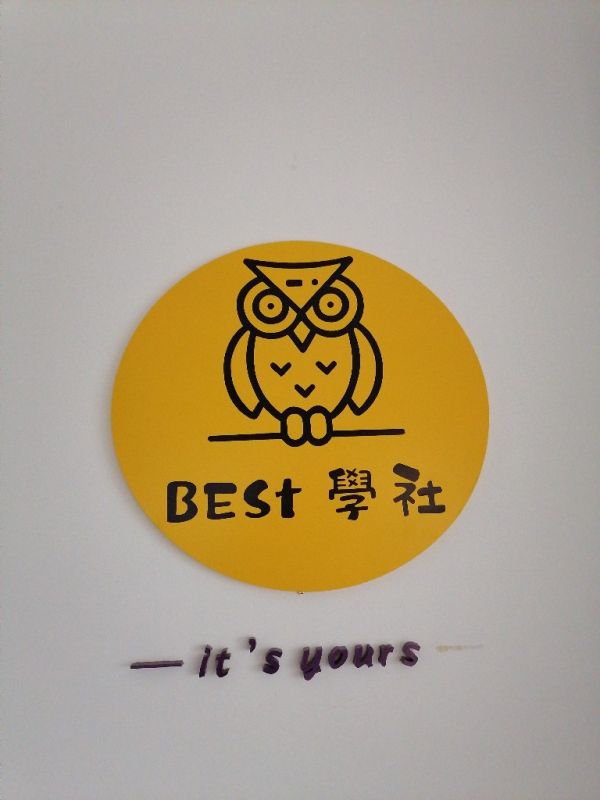 BESt 學社
— it's yours